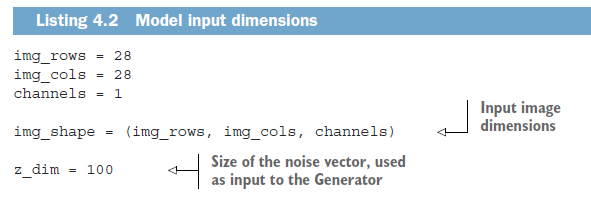 Listing 4.2 Model input dimensions
img_rows = 28
img_cols = 28
channels = 1
img_shape = (img_rows, img_cols, channels)
Input image
dimensions
z_dim = 100
Size of the noise vector, used
as input to the Generator